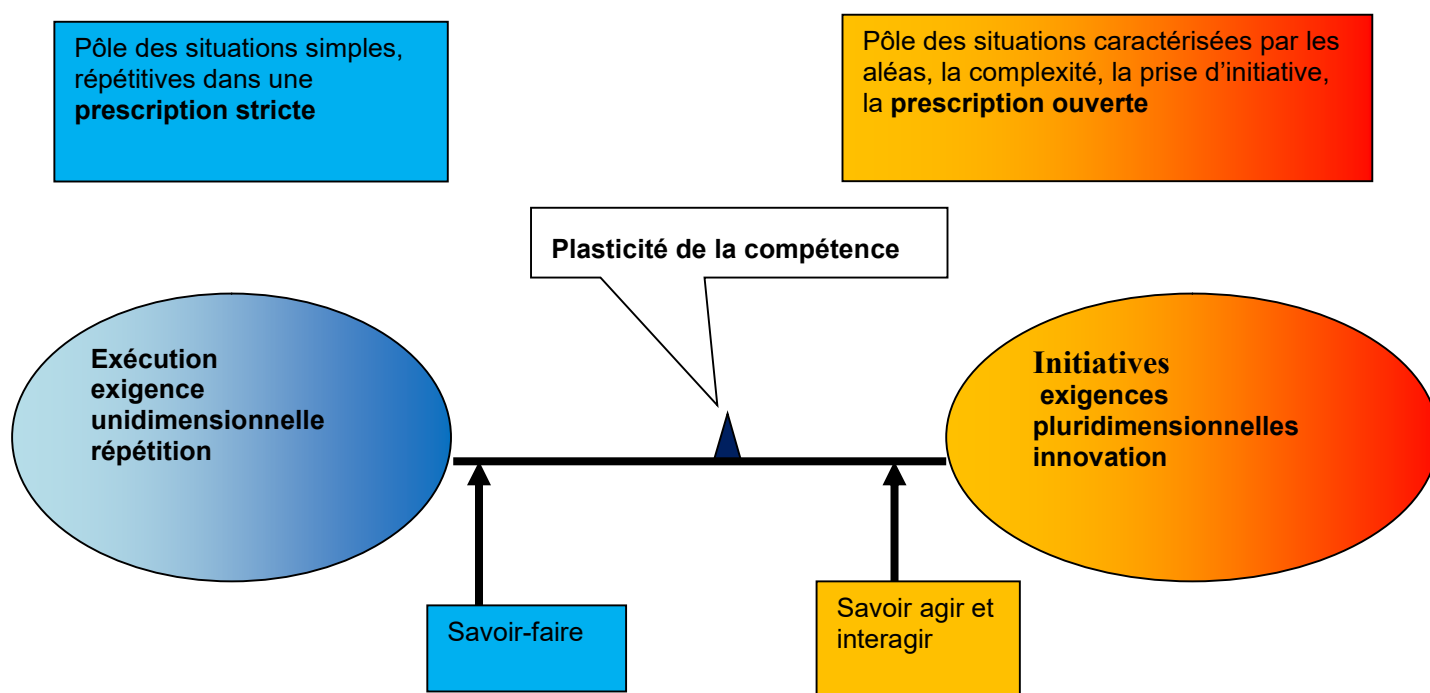 Pôle des situations simples,
répétitives dans une
prescription stricte
Pôle des situations caractérisées par les
aléas, la complexité, la prise d’initiative,
la prescription ouverte
Plasticité de la compétence
Exécution
exigence
unidimensionnelle
répétition
Initiatives
exigences
pluridimensionnelles
innovation
Savoir-faire
Savoir agir et
interagir